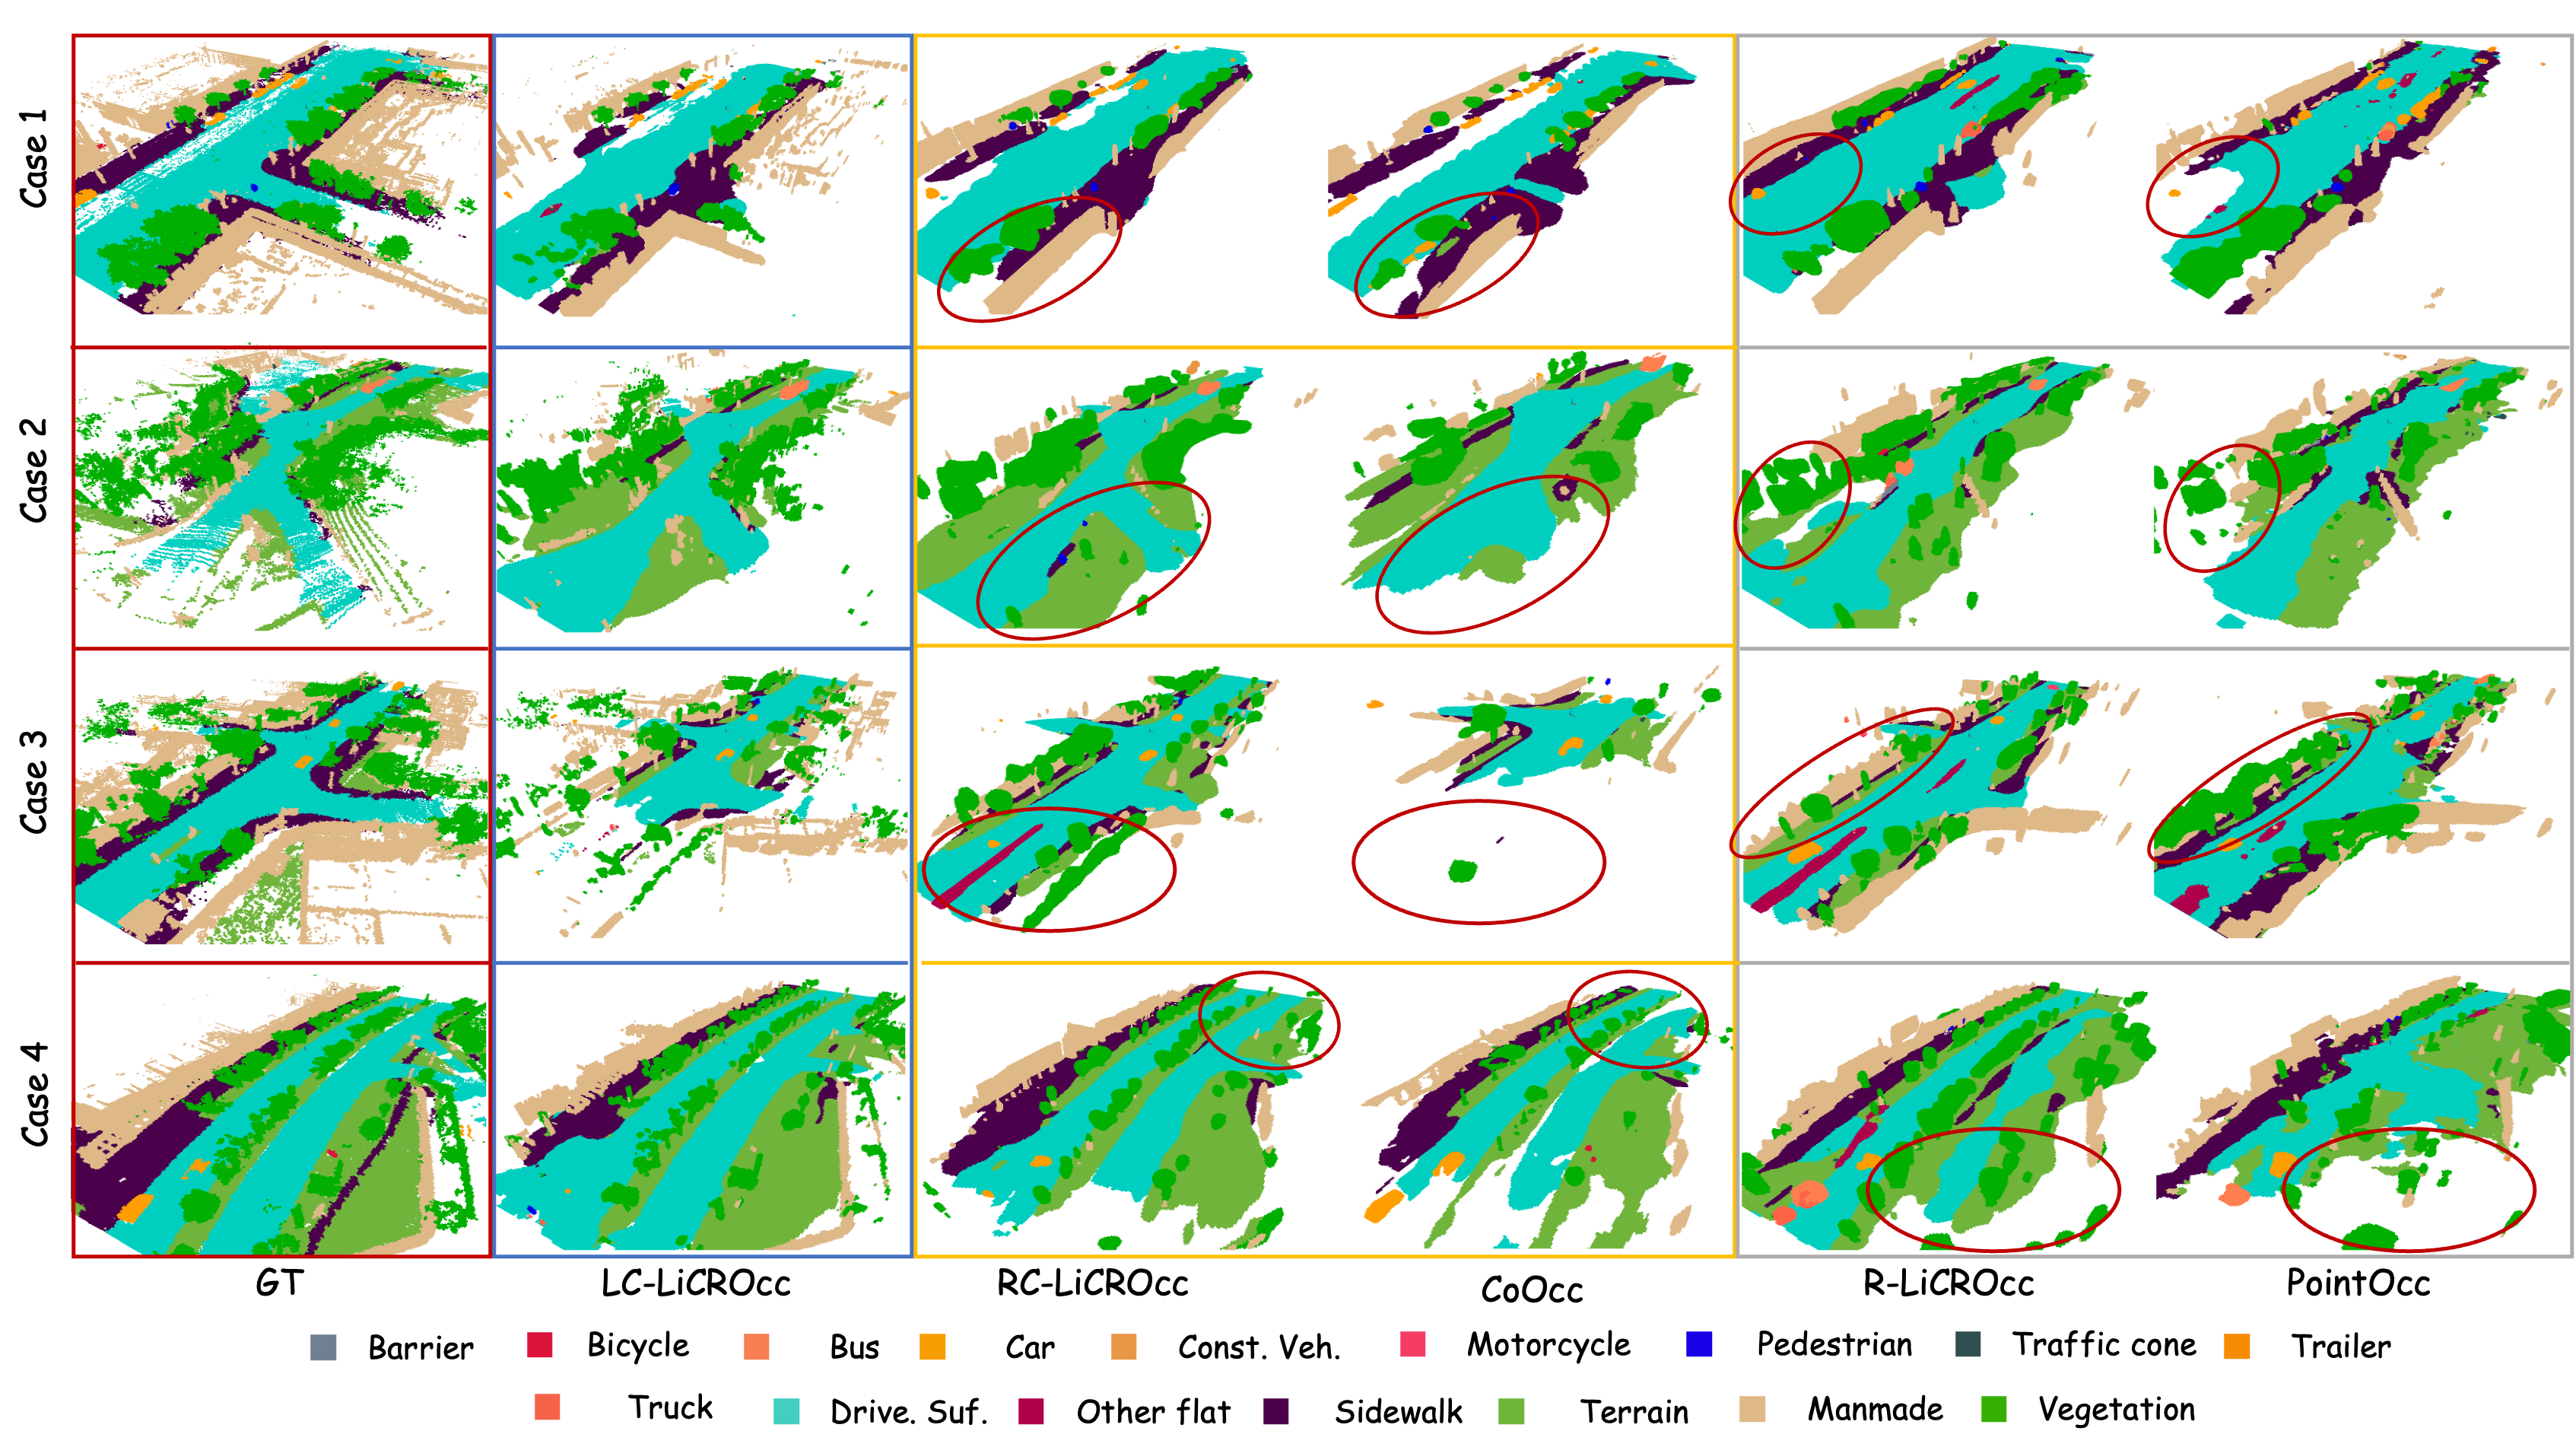 Case 1
Case 2
Case 3
Case 4
GT LC-LiCROcc RC-LiCROcc CoOcc R-LiCROcc PointOcc
Barrier Bicycle Bus Car Const. Veh. Motorcycle Pedestrian Traffic cone Trailer
Truck Drive. Suf. Other flat Sidewalk Terrain Manmade Vegetation